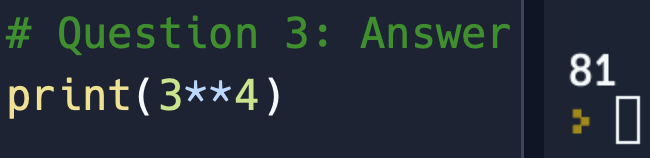 # Question 3: Answer
print(3**4)
81
>